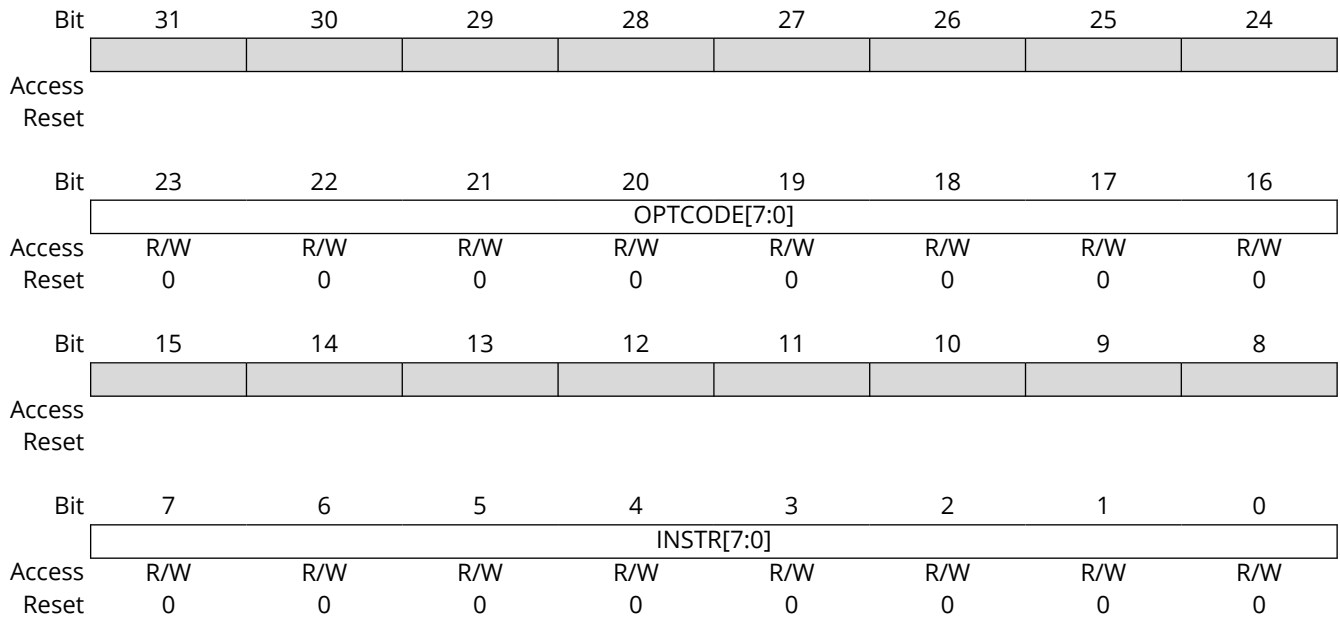 Bit 31 30 29 28 27 26 25 24
Access
Reset
Bit 23 22 21 20 19 18 17 16
OPTCODE[7:0]
Access R/W R/W R/W R/W R/W R/W R/W R/W
Reset 0 0 0 0 0 0 0 0
Bit 15 14 13 12 11 10 9 8
Access
Reset
Bit 7 6 5 4 3 2 1 0
INSTR[7:0]
Access R/W R/W R/W R/W R/W R/W R/W R/W
Reset 0 0 0 0 0 0 0 0